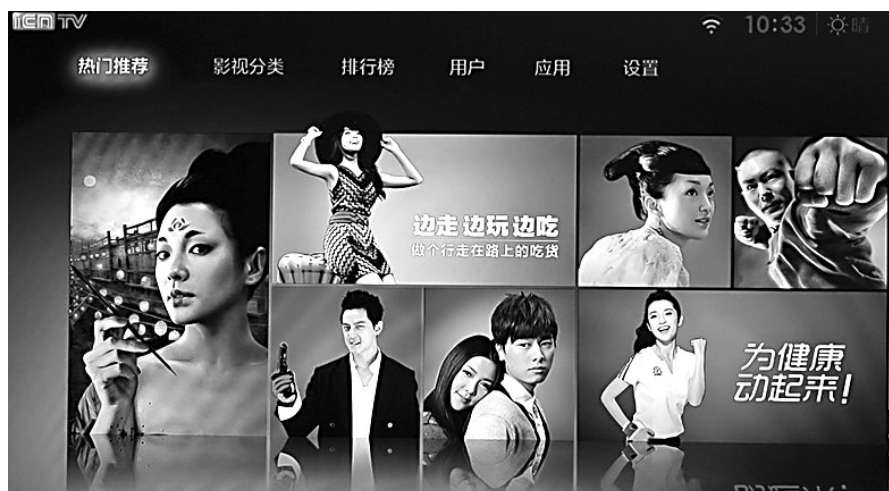 iCNTV
10:33 晴
热门推荐 影视分类 排行榜 用户 应用 设置
边走 边玩 边吃
做个行走在路上的吃货
为健康
动起来!